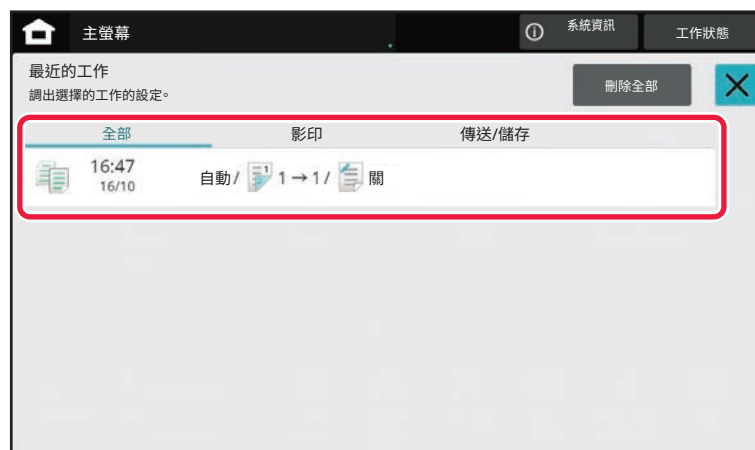 主螢幕
系統資訊
工作狀態
最近的工作
調出選擇的工作的設定。
刪除全部
全部 影印 傳送/儲存
16:47
16/10
自動/ 1→1/ 關